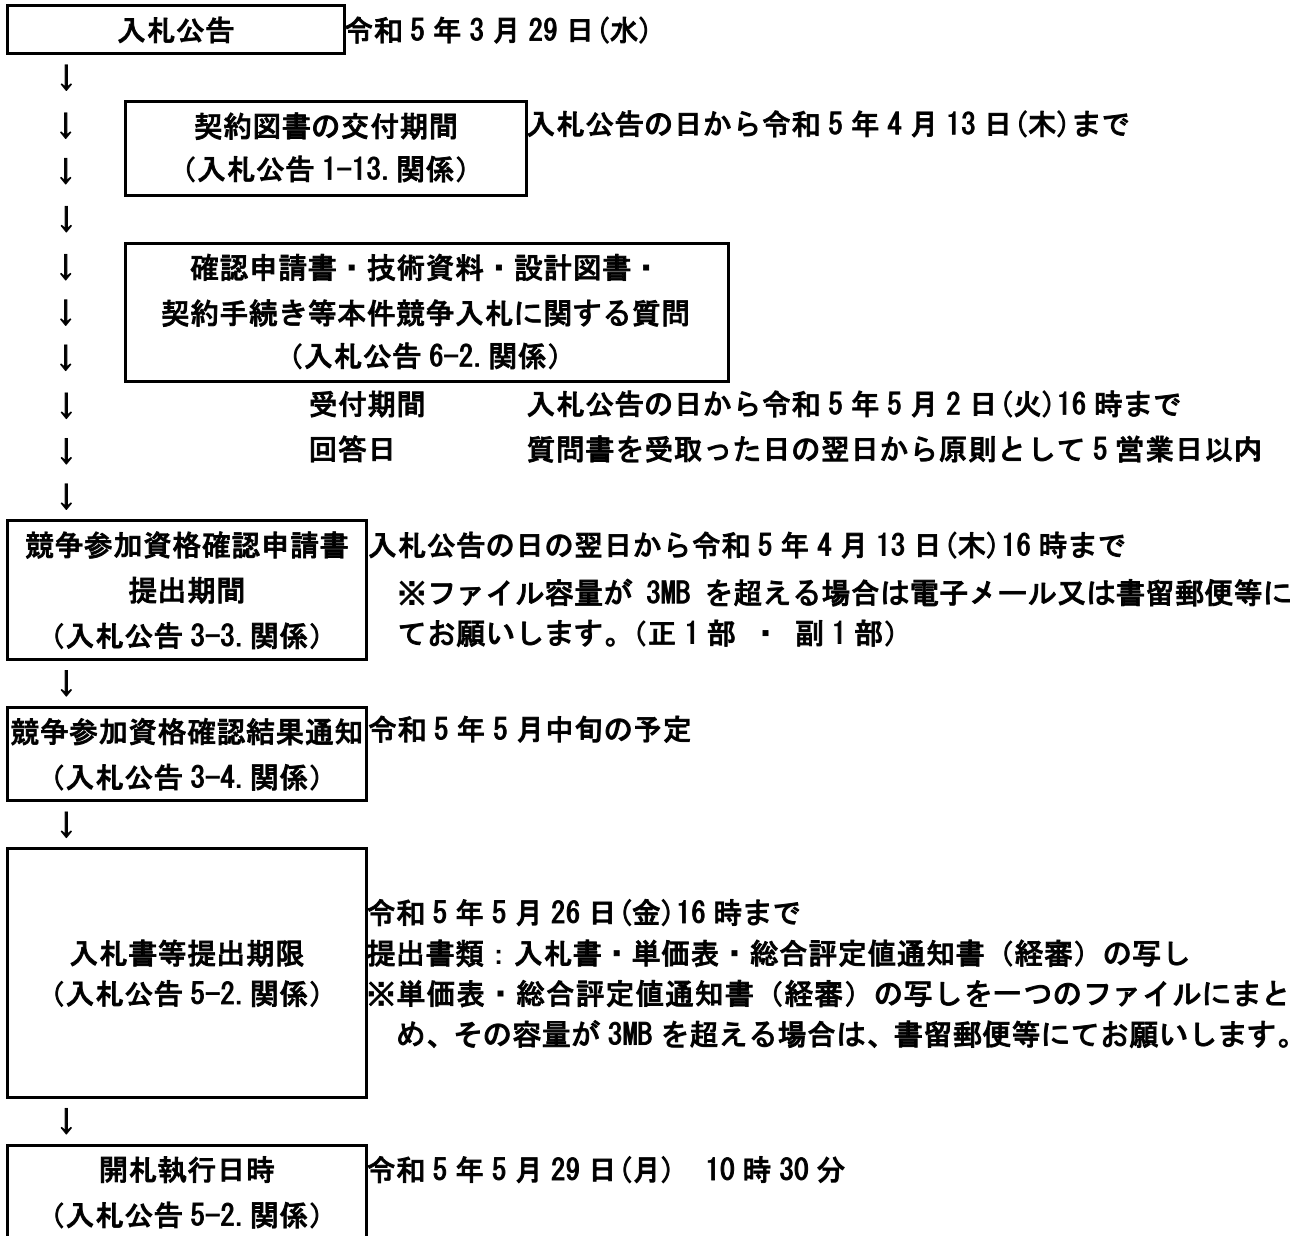 入札公告 令和5年3月29日(水)
↓
↓ 契約図書の交付期間 入札公告の日から令和5年4月13日(木)まで
↓ (入札公告1-13.関係)
↓
↓ 確認申請書・技術資料・設計図書・
↓ 契約手続き等本件競争入札に関する質問
↓ (入札公告6-2.関係)
↓ 受付期間 入札公告の日から令和5年5月2日(火)16時まで
↓ 回答日 質問書を受取った日の翌日から原則として5営業日以内
↓
競争参加資格確認申請書 入札公告の日の翌日から令和5年4月13日(木)16時まで
提出期間 ※ファイル容量が 3MB を超える場合は電子メール又は書留郵便等に
(入札公告3-3.関係) てお願いします。(正1部 ・ 副1部)
↓
競争参加資格確認結果通知 令和5年5月中旬の予定
(入札公告3-4.関係)
↓
令和5年5月26日(金)16時まで
入札書等提出期限 提出書類:入札書・単価表・総合評定値通知書(経審)の写し
(入札公告5-2.関係) ※単価表・総合評定値通知書(経審)の写しを一つのファイルにまと
め、その容量が3MBを超える場合は、書留郵便等にてお願いします。
↓
開札執行日時 令和5年5月29日(月) 10時30分
(入札公告5-2.関係)